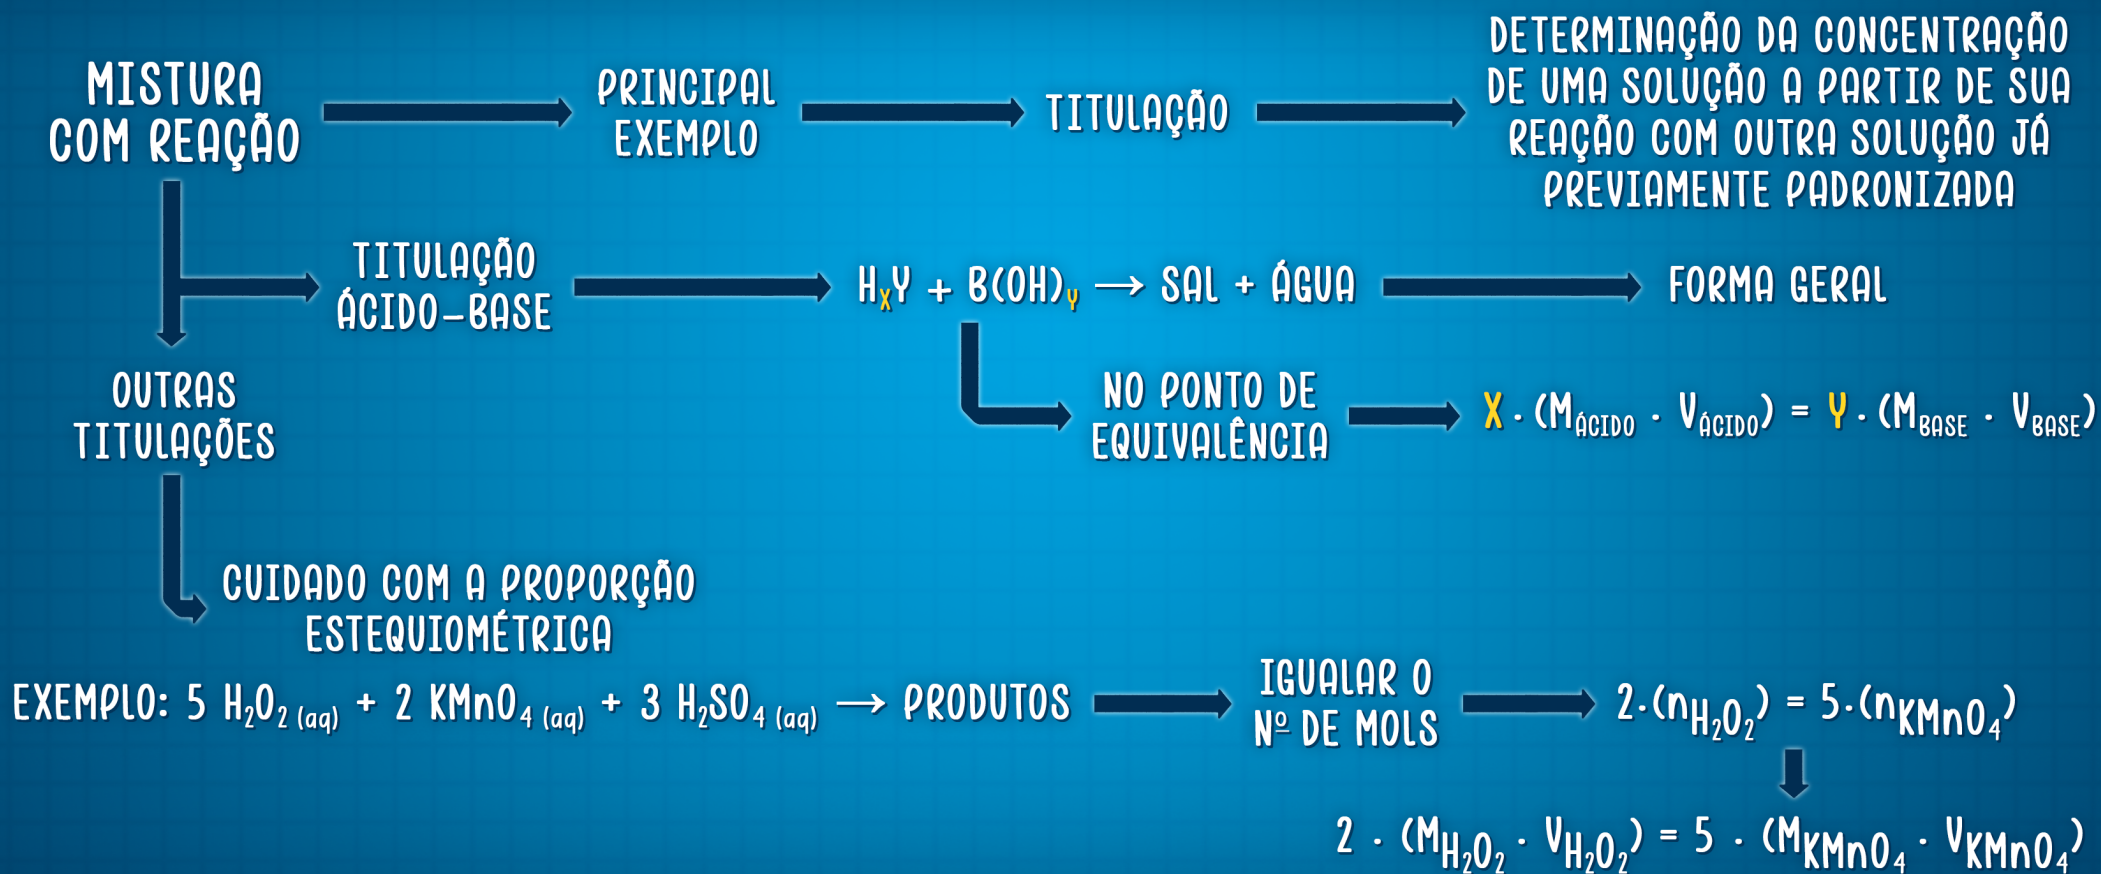 MISTURA
COM REAÇÃO
PRINCIPAL
EXEMPLO
TITULAÇÃO
DETERMINAÇÃO DA CONCENTRAÇÃO
DE UMA SOLUÇÃO A PARTIR DE SUA
REAÇÃO COM OUTRA SOLUÇÃO JÁ
PREVIAMENTE PADRONIZADA
TITULAÇÃO
ÁCIDO-BASE
HXY + B(OH)Y → SAL + ÁGUA
FORMA GERAL
OUTRAS
TITULAÇÕES
NO PONTO DE
EQUIVALÊNCIA
X · (MÁCIDO · VÁCIDO) = Y · (MBASE · VBASE)
CUIDADO COM A PROPORÇÃO
ESTEQUIOMÉTRICA
EXEMPLO: 5 H₂O₂ (aq) + 2 KMnO₄ (aq) + 3 H₂SO₄ (aq) → PRODUTOS
IGUALAR O
Nº DE MOLS
2·(nH₂O₂) = 5·(nKMnO₄)
2 · (MH₂O₂ · VH₂O₂) = 5 · (MKMnO₄ · VKMnO₄)